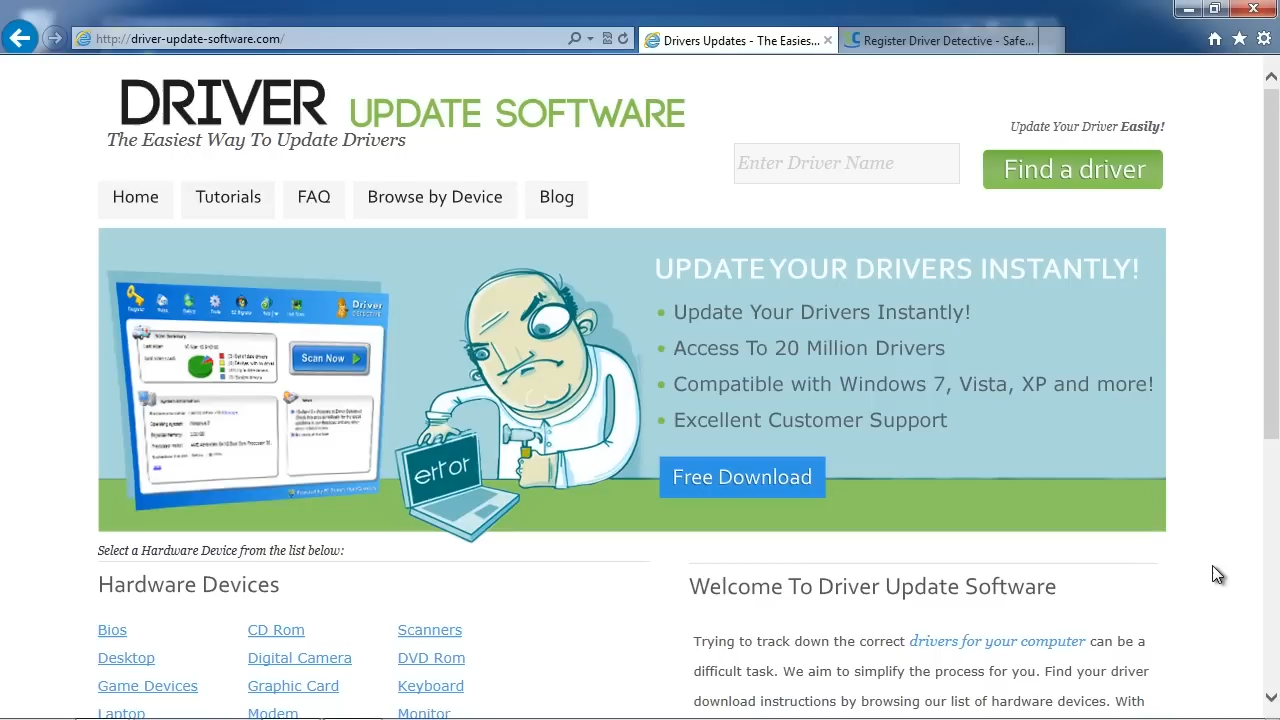 http://driver-update-software.com/
Drivers Updates - The Easies...
Register Driver Detective - Safe...
DRIVER UPDATE SOFTWARE
The Easiest Way To Update Drivers
Update Your Driver Easily!
Enter Driver Name
Find a driver
Home
Tutorials
FAQ
Browse by Device
Blog
Driver
DETECTIVE
Scan Now
error
UPDATE YOUR DRIVERS INSTANTLY!
• Update Your Drivers Instantly!
• Access To 20 Million Drivers
• Compatible with Windows 7, Vista, XP and more!
• Excellent Customer Support
Free Download
Select a Hardware Device from the list below:
Hardware Devices
Bios
CD Rom
Scanners
Desktop
Digital Camera
DVD Rom
Game Devices
Graphic Card
Keyboard
Laptop
Modem
Monitor
Welcome To Driver Update Software
Trying to track down the correct drivers for your computer can be a
difficult task. We aim to simplify the process for you. Find your driver
download instructions by browsing our list of hardware devices. With